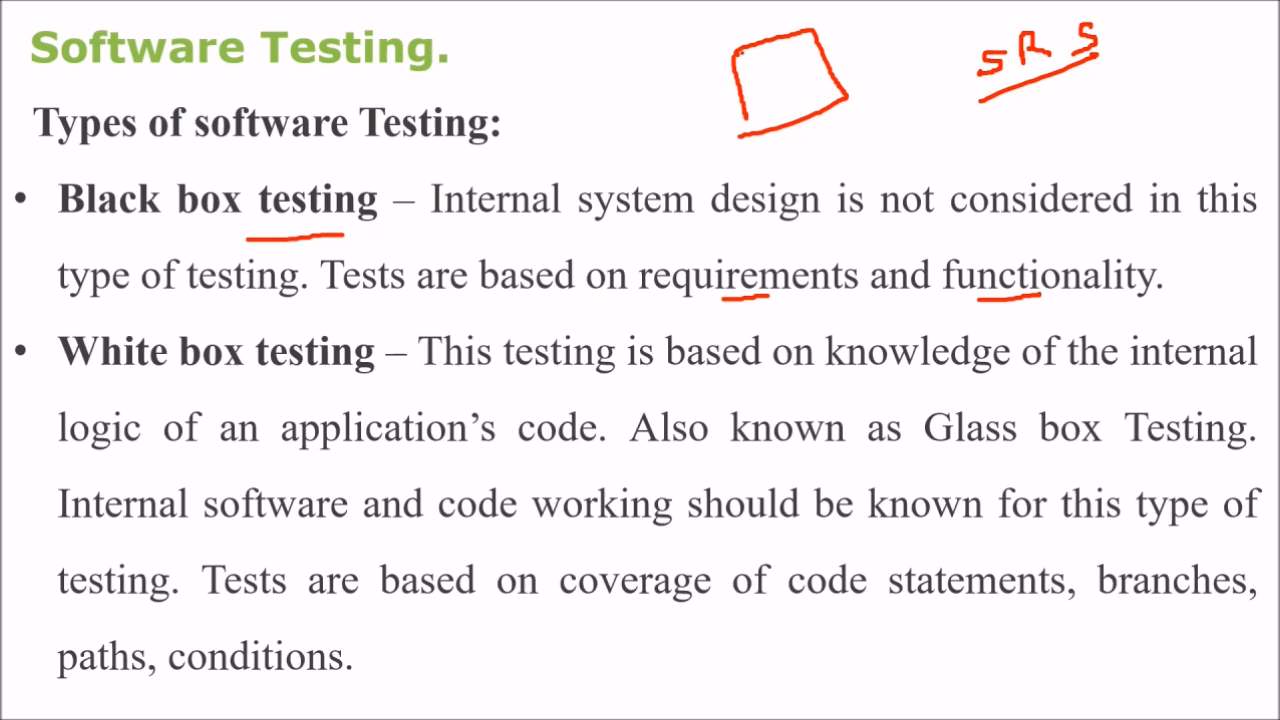 Software Testing.
SRS
Types of software Testing:
• Black box testing – Internal system design is not considered in this
type of testing. Tests are based on requirements and functionality.
• White box testing – This testing is based on knowledge of the internal
logic of an application’s code. Also known as Glass box Testing.
Internal software and code working should be known for this type of
testing. Tests are based on coverage of code statements, branches,
paths, conditions.